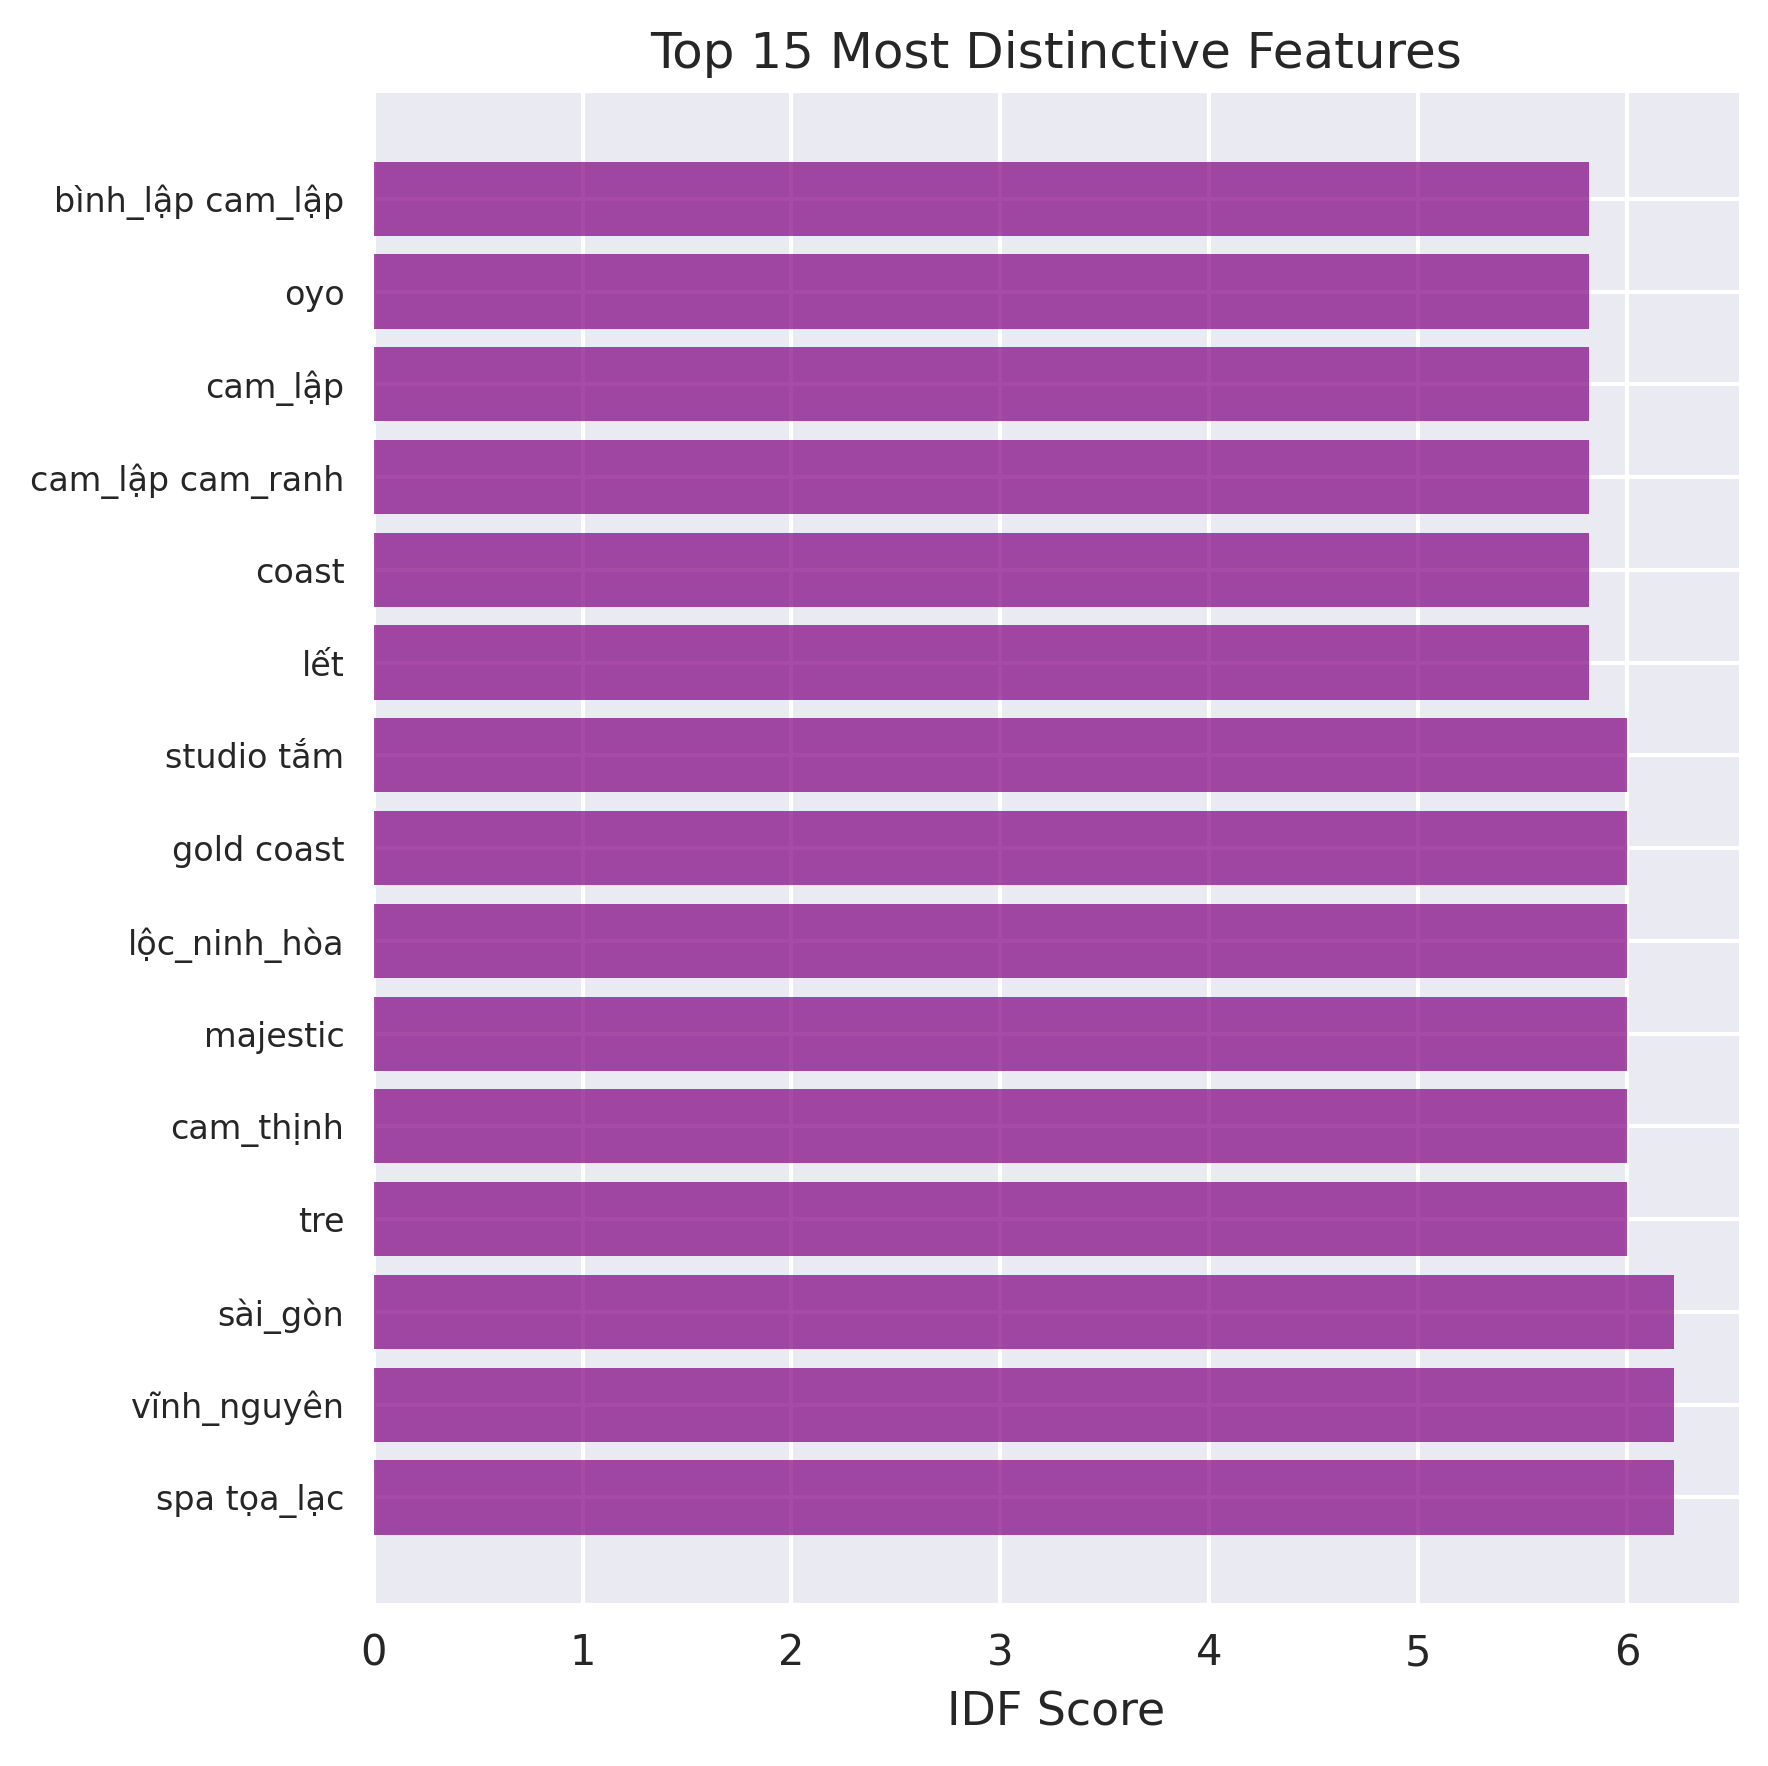 Top 15 Most Distinctive Features
bình_lập cam_lập
oyo
cam_lập
cam_lập cam_ranh
coast
lết
studio tắm
gold coast
lộc_ninh_hòa
majestic
cam_thịnh
tre
sài_gòn
vĩnh_nguyên
spa tọa_lạc
0 1 2 3 4 5 6
IDF Score